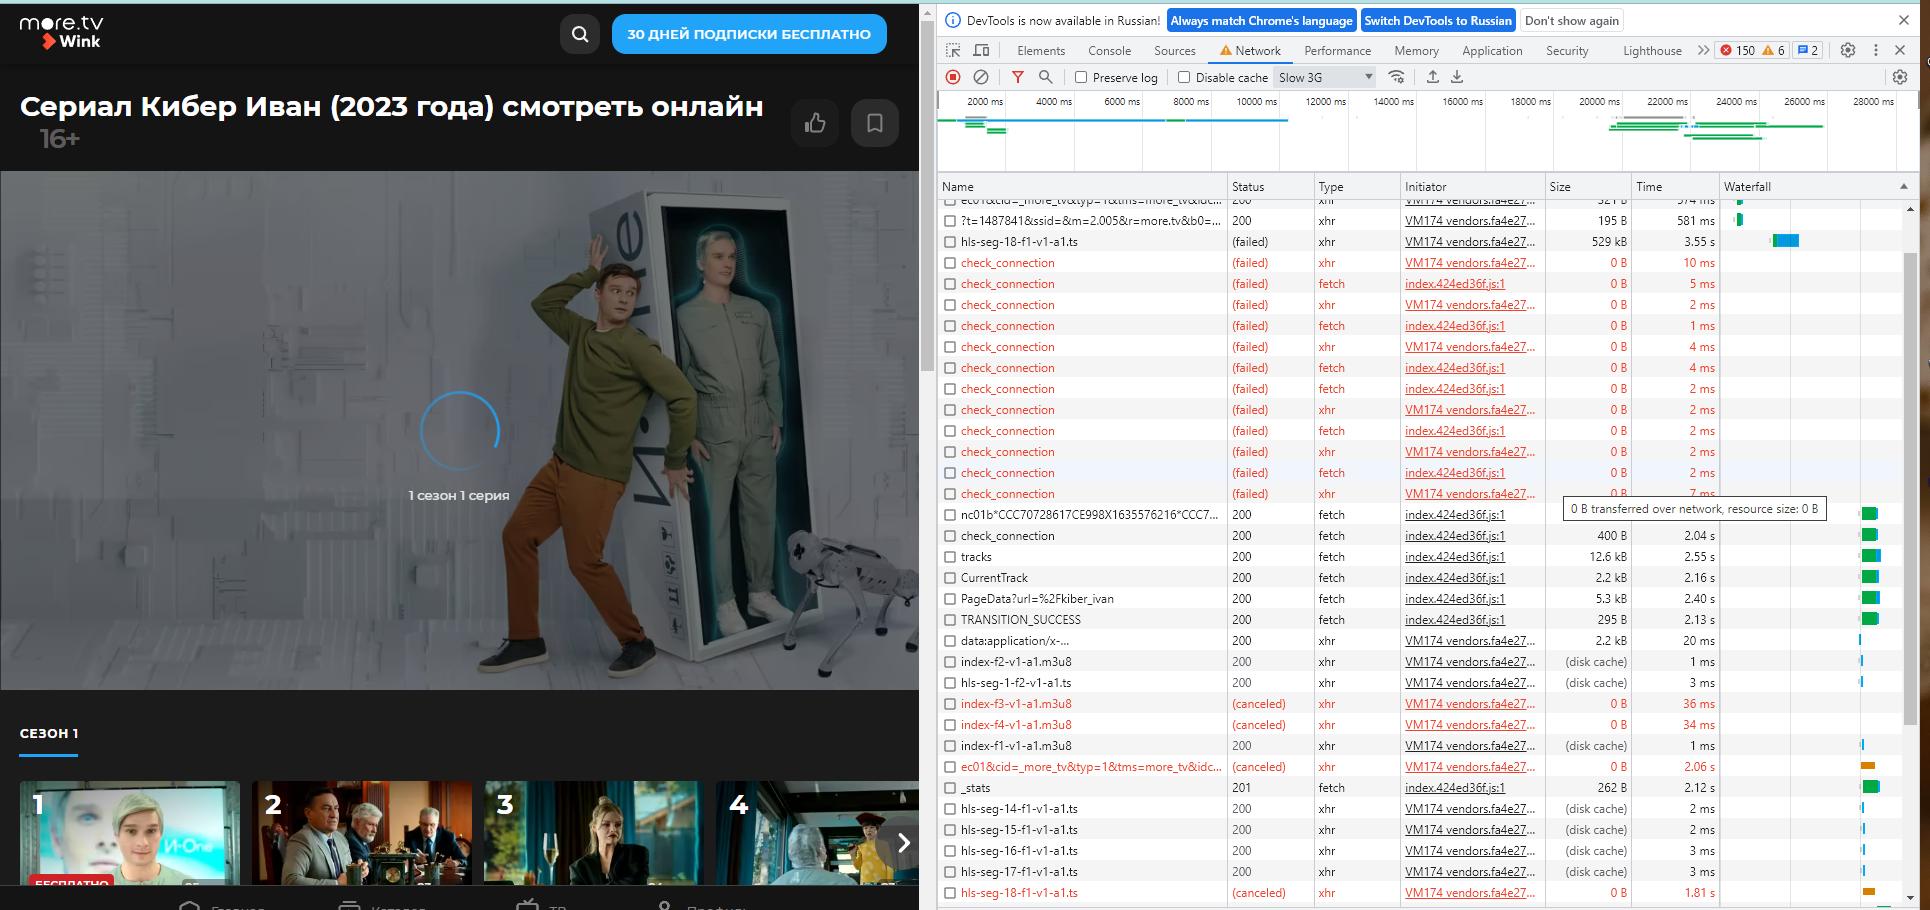 more.tv
Wink
30 ДНЕЙ ПОДПИСКИ БЕСПЛАТНО
Сериал Кибер Иван (2023 года) смотреть онлайн
16+
1 сезон 1 серия
СЕЗОН 1
1
2
3
4
И-One
БЕСПЛАТНО
DevTools is now available in Russian!
Always match Chrome's language
Switch DevTools to Russian
Don't show again
Elements Console Sources Network Performance Memory Application Security Lighthouse 150 6 2
Preserve log Disable cache Slow 3G
2000 ms 4000 ms 6000 ms 8000 ms 10000 ms 12000 ms 14000 ms 16000 ms 18000 ms 20000 ms 22000 ms 24000 ms 26000 ms 28000 ms
Name Status Type Initiator Size Time Waterfall
ec01&cid=_more_tv&typ=1&tms=more_tv&idc... 200 xhr VM174 vendors.fa4e27... 321 B 574 ms
?t=1487841&ssid=&m=2.005&r=more.tv&b0=... 200 xhr VM174 vendors.fa4e27... 195 B 581 ms
hls-seg-18-f1-v1-a1.ts (failed) xhr VM174 vendors.fa4e27... 529 kB 3.55 s
check_connection (failed) xhr VM174 vendors.fa4e27... 0 B 10 ms
check_connection (failed) fetch index.424ed36f.js:1 0 B 5 ms
check_connection (failed) xhr VM174 vendors.fa4e27... 0 B 2 ms
check_connection (failed) fetch index.424ed36f.js:1 0 B 1 ms
check_connection (failed) xhr VM174 vendors.fa4e27... 0 B 4 ms
check_connection (failed) fetch index.424ed36f.js:1 0 B 4 ms
check_connection (failed) fetch index.424ed36f.js:1 0 B 2 ms
check_connection (failed) xhr VM174 vendors.fa4e27... 0 B 2 ms
check_connection (failed) fetch index.424ed36f.js:1 0 B 2 ms
check_connection (failed) xhr VM174 vendors.fa4e27... 0 B 2 ms
check_connection (failed) fetch index.424ed36f.js:1 0 B 2 ms
check_connection (failed) xhr VM174 vendors.fa4e27... 0 B 7 ms
0 B transferred over network, resource size: 0 B
nc01b*CCC70728617CE998X1635576216*CCC7... 200 fetch index.424ed36f.js:1
check_connection 200 fetch index.424ed36f.js:1 400 B 2.04 s
tracks 200 fetch index.424ed36f.js:1 12.6 kB 2.55 s
CurrentTrack 200 fetch index.424ed36f.js:1 2.2 kB 2.16 s
PageData?url=%2Fkiber_ivan 200 fetch index.424ed36f.js:1 5.3 kB 2.40 s
TRANSITION_SUCCESS 200 fetch index.424ed36f.js:1 295 B 2.13 s
data:application/x-... 200 xhr VM174 vendors.fa4e27... 2.2 kB 20 ms
index-f2-v1-a1.m3u8 200 xhr VM174 vendors.fa4e27... (disk cache) 1 ms
hls-seg-1-f2-v1-a1.ts 200 xhr VM174 vendors.fa4e27... (disk cache) 3 ms
index-f3-v1-a1.m3u8 (canceled) xhr VM174 vendors.fa4e27... 0 B 36 ms
index-f4-v1-a1.m3u8 (canceled) xhr VM174 vendors.fa4e27... 0 B 34 ms
index-f1-v1-a1.m3u8 200 xhr VM174 vendors.fa4e27... (disk cache) 1 ms
ec01&cid=_more_tv&typ=1&tms=more_tv&idc... (canceled) xhr VM174 vendors.fa4e27... 0 B 2.06 s
_stats 201 fetch index.424ed36f.js:1 262 B 2.12 s
hls-seg-14-f1-v1-a1.ts 200 xhr VM174 vendors.fa4e27... (disk cache) 2 ms
hls-seg-15-f1-v1-a1.ts 200 xhr VM174 vendors.fa4e27... (disk cache) 2 ms
hls-seg-16-f1-v1-a1.ts 200 xhr VM174 vendors.fa4e27... (disk cache) 3 ms
hls-seg-17-f1-v1-a1.ts 200 xhr VM174 vendors.fa4e27... (disk cache) 3 ms
hls-seg-18-f1-v1-a1.ts (canceled) xhr VM174 vendors.fa4e27... 0 B 1.81 s